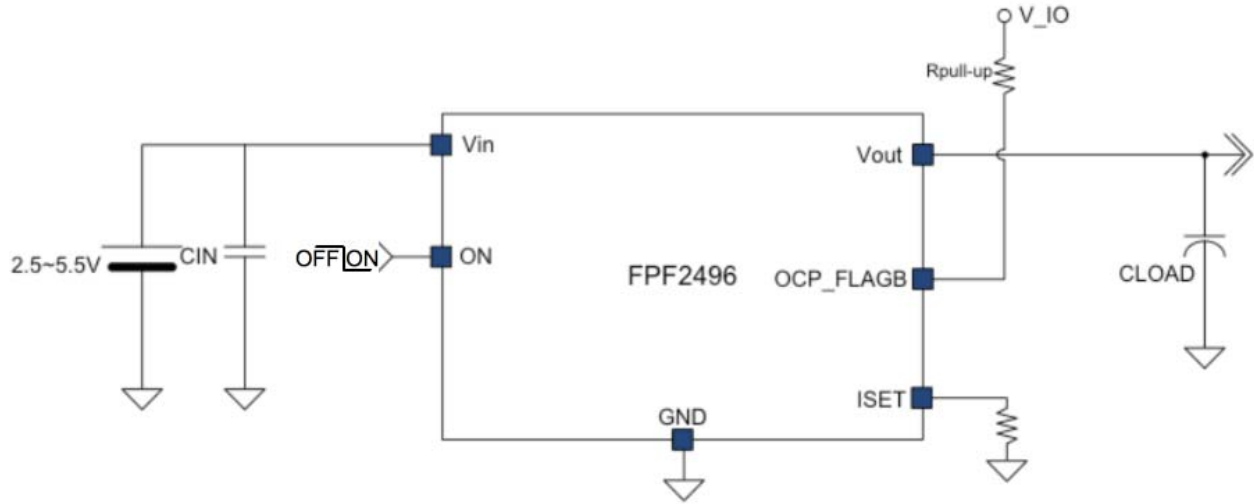 V_IO
Rpull-up
Vin
Vout
2.5~5.5V
CIN
OFF ON
ON
FPF2496
OCP_FLAGB
CLOAD
ISET
GND